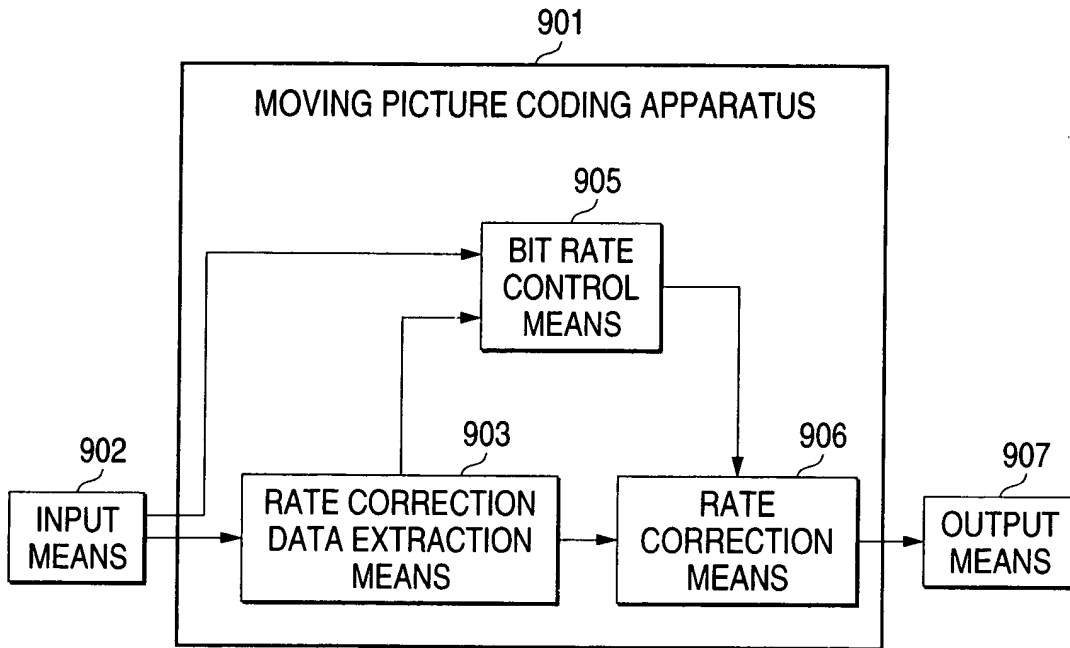 901
MOVING PICTURE CODING APPARATUS
905
BIT RATE
CONTROL
MEANS
902
INPUT
MEANS
903
RATE CORRECTION
DATA EXTRACTION
MEANS
906
RATE
CORRECTION
MEANS
907
OUTPUT
MEANS